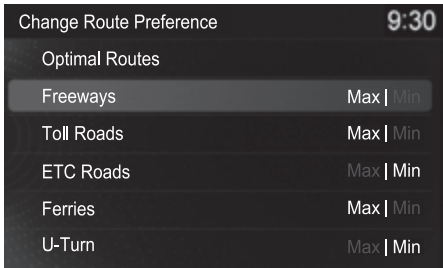 Change Route Preference 9:30
Optimal Routes
Freeways Max | Min
Toll Roads Max | Min
ETC Roads Max | Min
Ferries Max | Min
U-Turn Max | Min